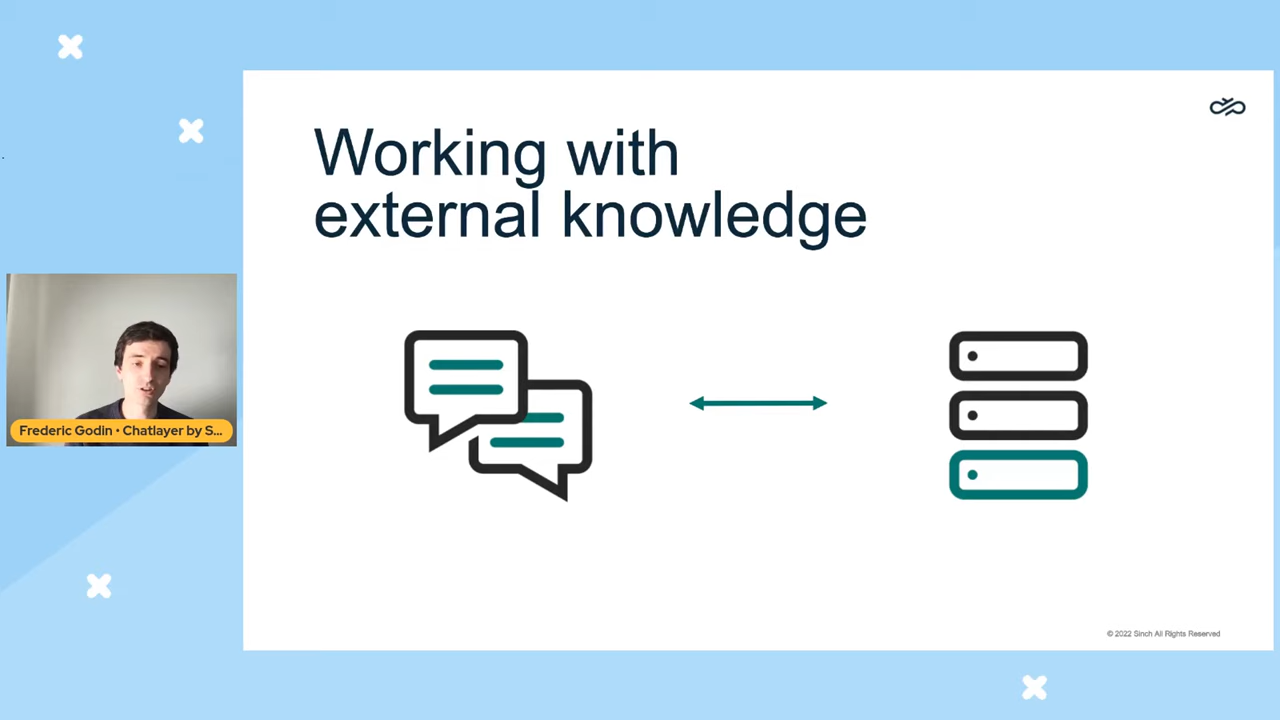 Working with
external knowledge
Frederic Godin • Chatlayer by S...
© 2022 Sinch All Rights Reserved